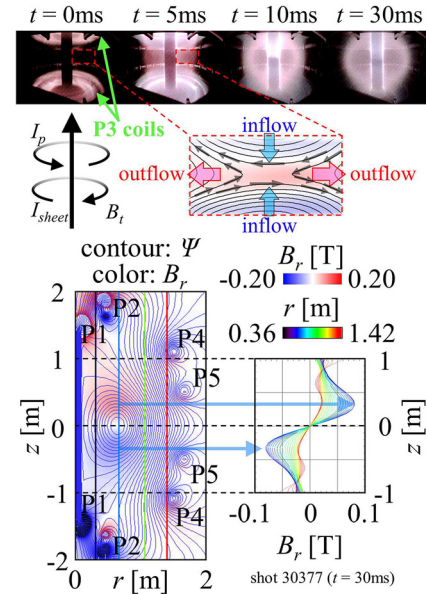 t = 0ms t = 5ms t = 10ms t = 30ms
P3 coils
inflow
I_p
outflow outflow
I_sheet B_t
inflow
contour: Ψ
color: B_r
B_r [T]
-0.20 0.20
r [m]
0.36 1.42
2
1
0
-1
-2
z [m]
P1 P2
P4
P5
P5
P4
P1
P2
0 r [m] 2
1
0
-1
z [m]
-0.1 0 0.1
B_r [T]
shot 30377 (t = 30ms)